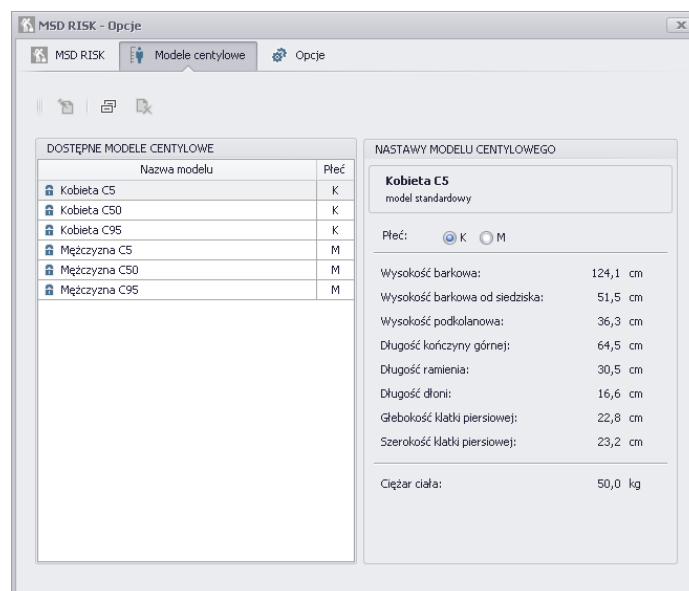 MSD RISK - Opcje
MSD RISK Modele centylowe Opcje
DOSTĘPNE MODELE CENTYLOWE
Nazwa modelu Płeć
Kobieta C5 K
Kobieta C50 K
Kobieta C95 K
Mężczyzna C5 M
Mężczyzna C50 M
Mężczyzna C95 M
NASTAWY MODELU CENTYLOWEGO
Kobieta C5
model standardowy
Płeć: K M
Wysokość barkowa: 124,1 cm
Wysokość barkowa od siedziska: 51,5 cm
Wysokość podkolanowa: 36,3 cm
Długość kończyny górnej: 64,5 cm
Długość ramienia: 30,5 cm
Długość dłoni: 16,6 cm
Głebokość klatki piersiowej: 22,8 cm
Szerokość klatki piersiowej: 23,2 cm
Ciężar ciała: 50,0 kg